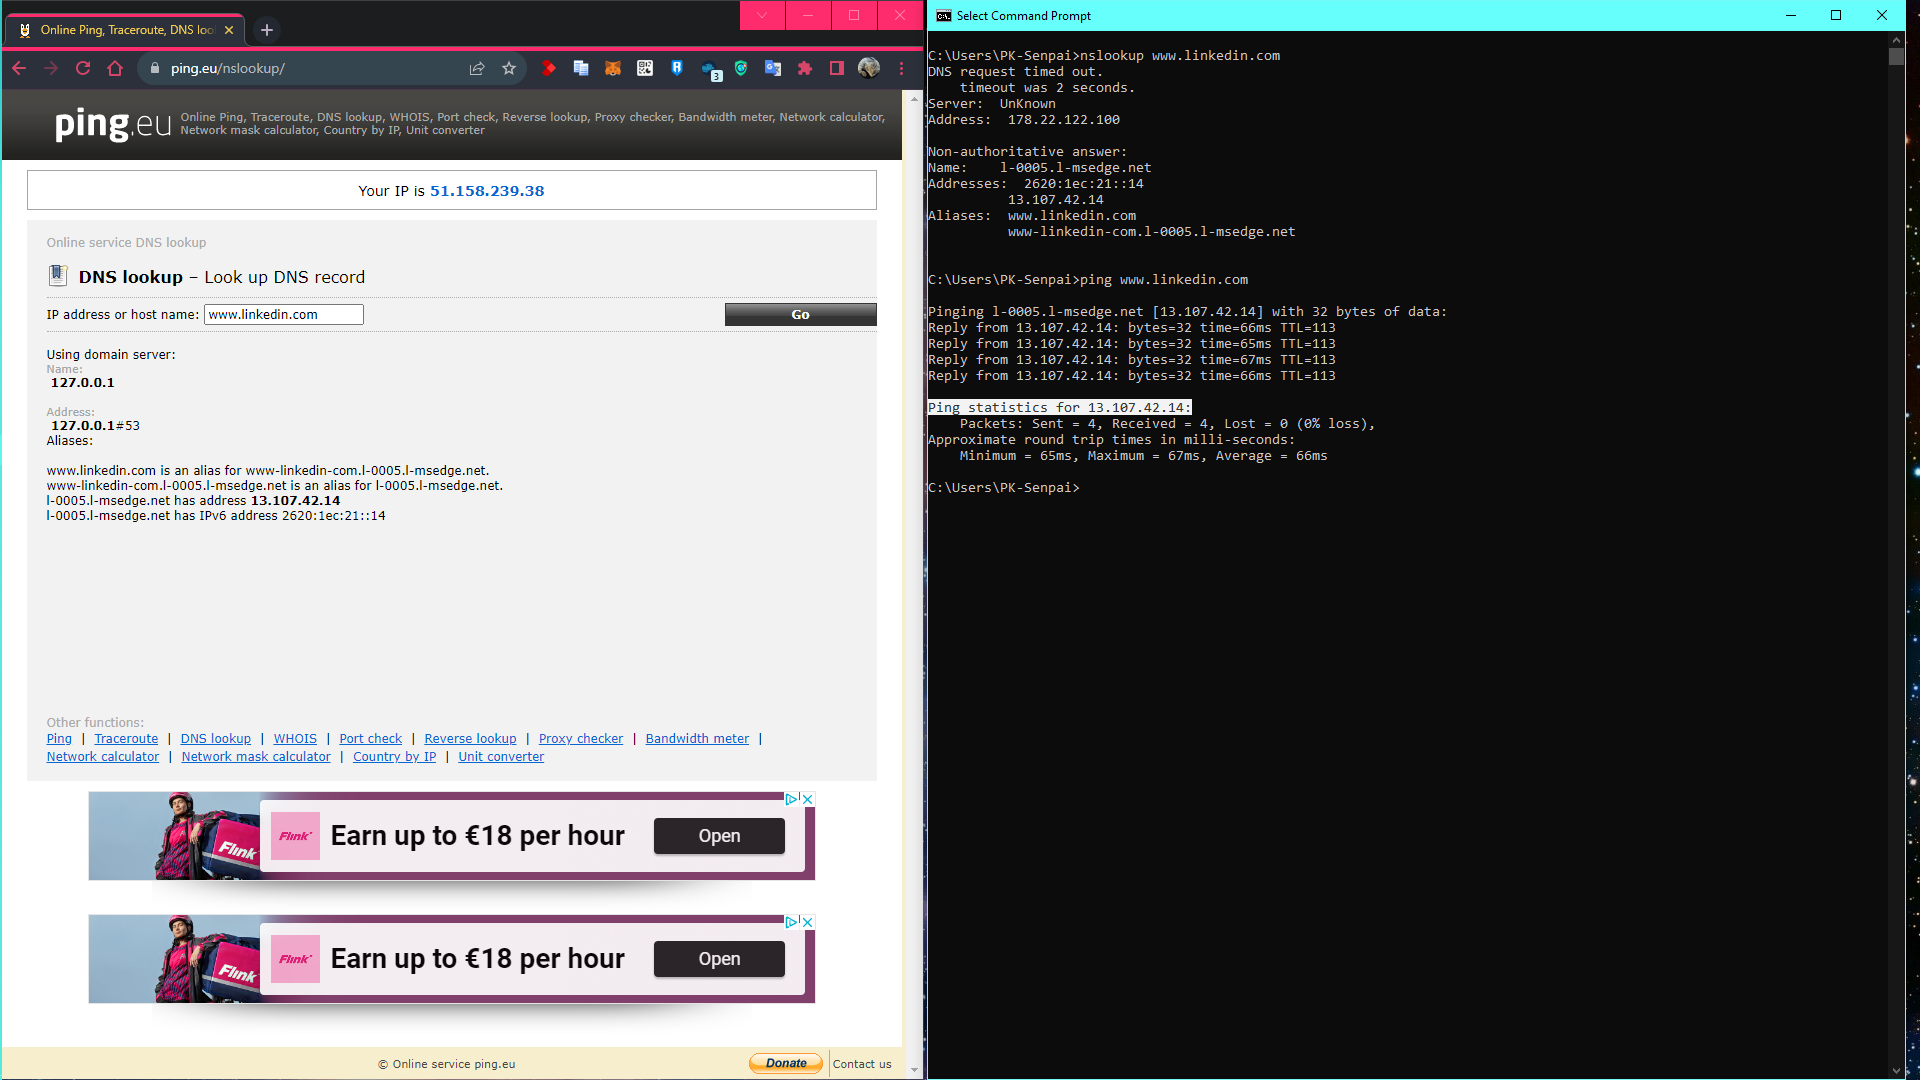 Online Ping, Traceroute, DNS loo
ping.eu/nslookup/
3
ping.eu
Online Ping, Traceroute, DNS lookup, WHOIS, Port check, Reverse lookup, Proxy checker, Bandwidth meter, Network calculator,
Network mask calculator, Country by IP, Unit converter
Your IP is 51.158.239.38
Online service DNS lookup
DNS lookup – Look up DNS record
IP address or host name: www.linkedin.com Go
Using domain server:
Name:
127.0.0.1
Address:
127.0.0.1#53
Aliases:
www.linkedin.com is an alias for www-linkedin-com.l-0005.l-msedge.net.
www-linkedin-com.l-0005.l-msedge.net is an alias for l-0005.l-msedge.net.
l-0005.l-msedge.net has address 13.107.42.14
l-0005.l-msedge.net has IPv6 address 2620:1ec:21::14
Other functions:
Ping | Traceroute | DNS lookup | WHOIS | Port check | Reverse lookup | Proxy checker | Bandwidth meter |
Network calculator | Network mask calculator | Country by IP | Unit converter
Flink
Flink
Earn up to €18 per hour
Open
Flink
Flink
Earn up to €18 per hour
Open
© Online service ping.eu
Donate
Contact us
Select Command Prompt
C:\Users\PK-Senpai>nslookup www.linkedin.com
DNS request timed out.
    timeout was 2 seconds.
Server:  UnKnown
Address:  178.22.122.100
Non-authoritative answer:
Name:    l-0005.l-msedge.net
Addresses:  2620:1ec:21::14
          13.107.42.14
Aliases:  www.linkedin.com
          www-linkedin-com.l-0005.l-msedge.net
C:\Users\PK-Senpai>ping www.linkedin.com
Pinging l-0005.l-msedge.net [13.107.42.14] with 32 bytes of data:
Reply from 13.107.42.14: bytes=32 time=66ms TTL=113
Reply from 13.107.42.14: bytes=32 time=65ms TTL=113
Reply from 13.107.42.14: bytes=32 time=67ms TTL=113
Reply from 13.107.42.14: bytes=32 time=66ms TTL=113
Ping statistics for 13.107.42.14:
    Packets: Sent = 4, Received = 4, Lost = 0 (0% loss),
Approximate round trip times in milli-seconds:
    Minimum = 65ms, Maximum = 67ms, Average = 66ms
C:\Users\PK-Senpai>